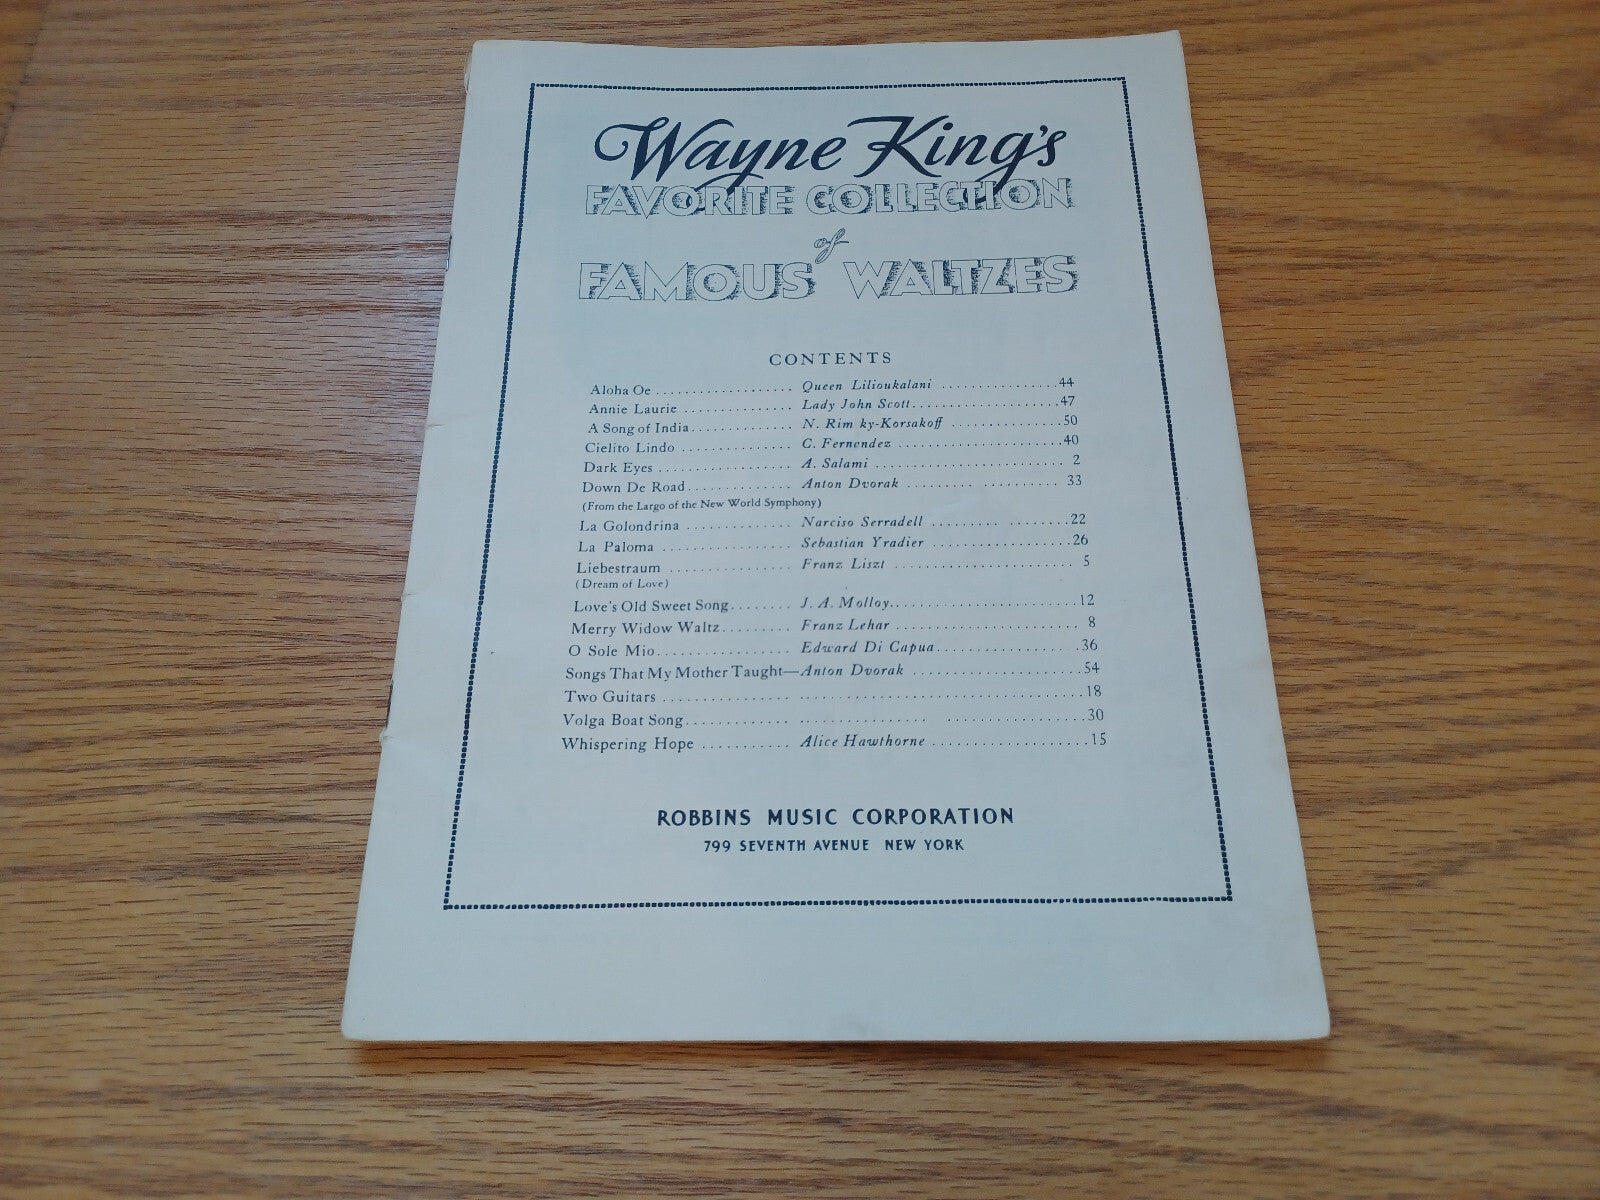 Wayne King's
FAVORITE COLLECTION
of
FAMOUS WALTZES
CONTENTS
Aloha Oe .................. Queen Lilioukalani ................44
Annie Laurie ............... Lady John Scott...................47
A Song of India............. N. Rim ky-Korsakoff ..............50
Cielito Lindo .............. C. Fernendez .....................40
Dark Eyes .................. A. Salami ........................ 2
Down De Road.............. Anton Dvorak ......... .......... 33
(From the Largo of the New World Symphony)
La Golondrina .............. Narciso Serradell ......... ........22
La Paloma ................. Sebastian Yradier ..................26
Liebestraum ................ Franz Liszt ....................... 5
(Dream of Love)
Love's Old Sweet Song........ J. A. Molloy........................12
Merry Widow Waltz......... Franz Lehar ........................ 8
O Sole Mio................. Edward Di Capua..................36
Songs That My Mother Taught—Anton Dvorak ......................54
Two Guitars ................ ....................................18
Volga Boat Song............. ................ ..................30
Whispering Hope ........... Alice Hawthorne ....................15
ROBBINS MUSIC CORPORATION
799 SEVENTH AVENUE NEW YORK